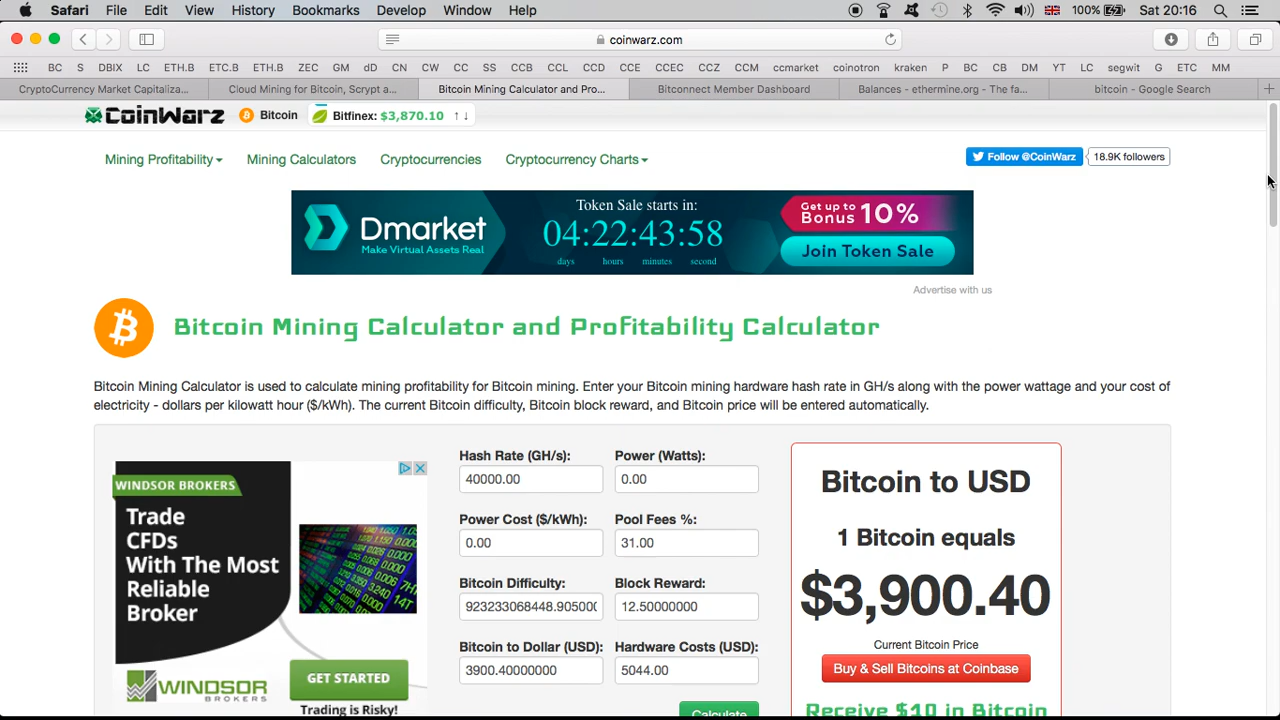 Safari File Edit View History Bookmarks Develop Window Help 100% Sat 20:16
coinwarz.com
BC S DBIX LC ETH.B ETC.B ETH.B ZEC GM dD CN CW CC SS CCB CCL CCD CCE CCEC CCZ CCM ccmarket coinotron kraken P BC CB DM YT LC segwit G ETC MM
CryptoCurrency Market Capitaliza... Cloud Mining for Bitcoin, Scrypt a... Bitcoin Mining Calculator and Pro... Bitconnect Member Dashboard Balances - ethermine.org - The fa... bitcoin - Google Search
CoinWarz Bitcoin Bitfinex: $3,870.10 ↑ ↓
Mining Profitability Mining Calculators Cryptocurrencies Cryptocurrency Charts Follow @CoinWarz 18.9K followers
Dmarket
Make Virtual Assets Real
Token Sale starts in:
04:22:43:58
days hours minutes second
Get up to
Bonus 10%
Join Token Sale
Advertise with us
Bitcoin Mining Calculator and Profitability Calculator
Bitcoin Mining Calculator is used to calculate mining profitability for Bitcoin mining. Enter your Bitcoin mining hardware hash rate in GH/s along with the power wattage and your cost of
electricity - dollars per kilowatt hour ($/kWh). The current Bitcoin difficulty, Bitcoin block reward, and Bitcoin price will be entered automatically.
WINDSOR BROKERS
Trade
CFDs
With The Most
Reliable
Broker
WINDSOR
BROKERS
GET STARTED
Trading is Risky!
Hash Rate (GH/s): Power (Watts):
40000.00 0.00
Power Cost ($/kWh): Pool Fees %:
0.00 31.00
Bitcoin Difficulty: Block Reward:
923233068448.90500 12.50000000
Bitcoin to Dollar (USD): Hardware Costs (USD):
3900.40000000 5044.00
Calculate
Bitcoin to USD
1 Bitcoin equals
$3,900.40
Current Bitcoin Price
Buy & Sell Bitcoins at Coinbase
Receive $10 in Bitcoin